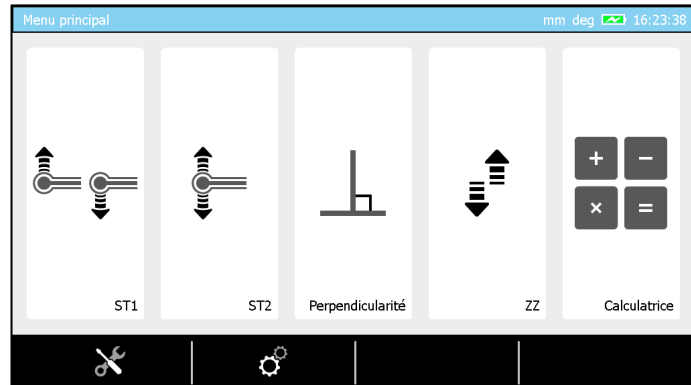 Menu principal mm deg 16:23:38
+ −
× =
ST1 ST2 Perpendicularité ZZ Calculatrice